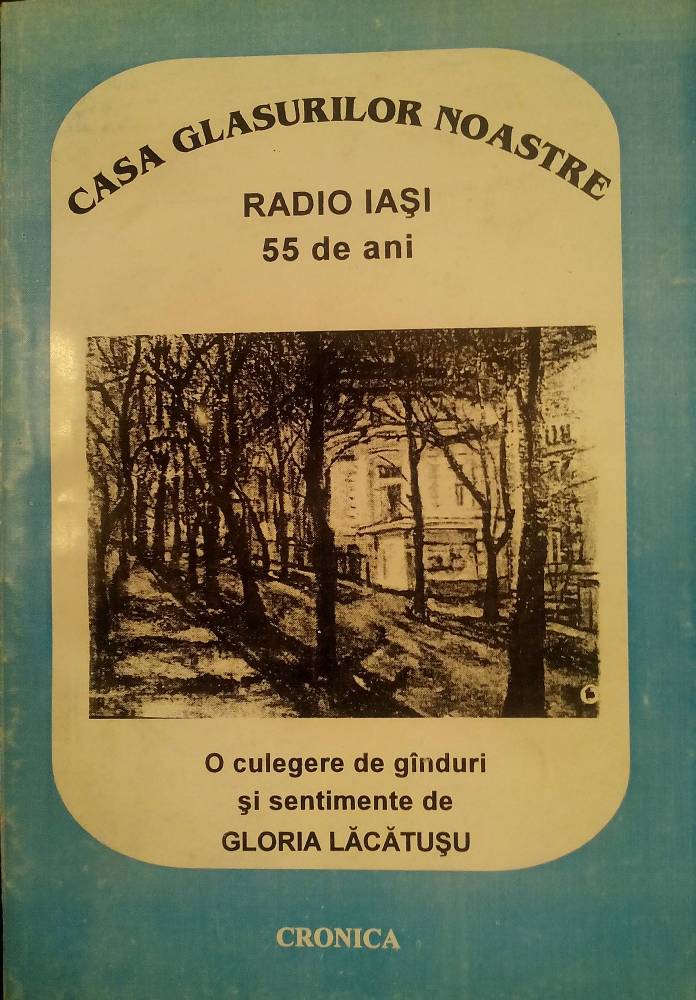 CASA GLASURILOR NOASTRE
RADIO IAŞI
55 de ani
O culegere de gînduri
şi sentimente de
GLORIA LĂCĂTUŞU
CRONICA